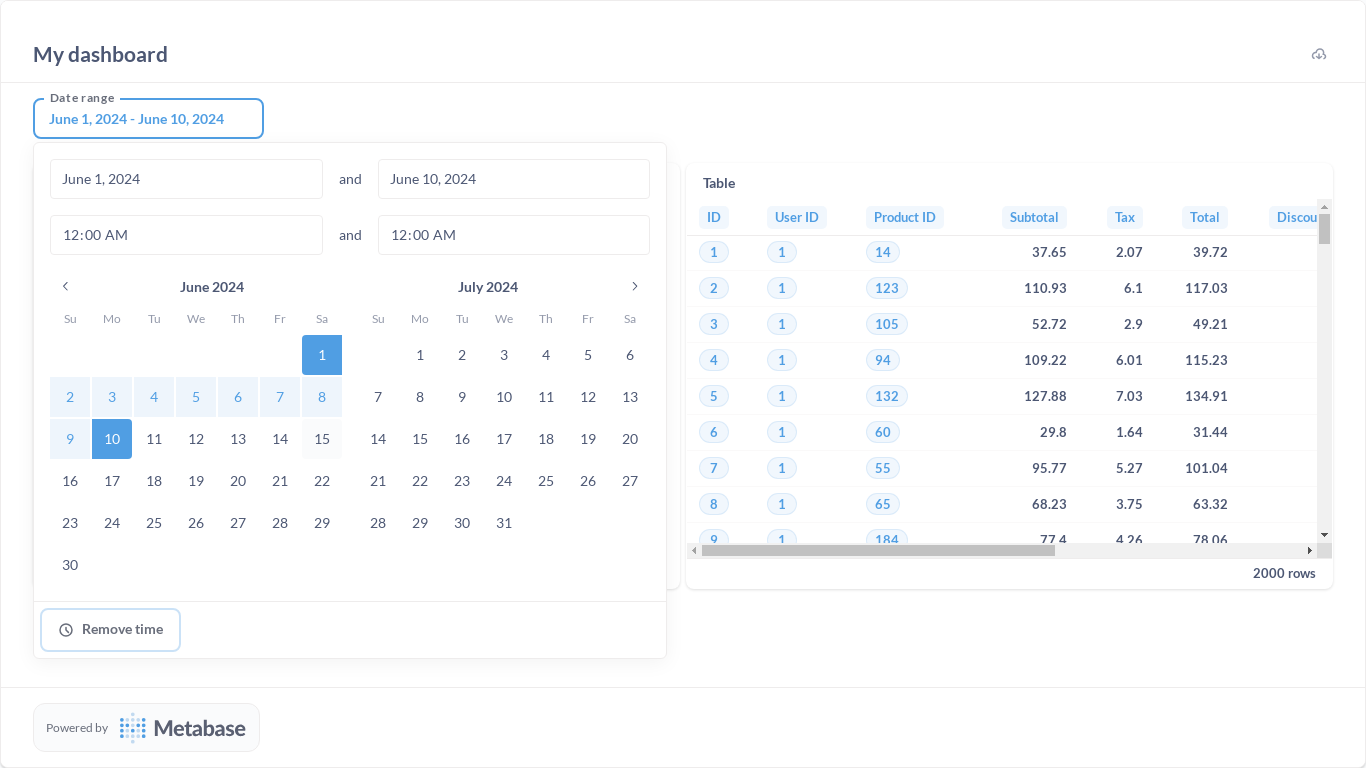 My dashboard
Date range
June 1, 2024 - June 10, 2024
June 1, 2024 and June 10, 2024
12:00 AM and 12:00 AM
June 2024 July 2024
Su Mo Tu We Th Fr Sa Su Mo Tu We Th Fr Sa
1 1 2 3 4 5 6
2 3 4 5 6 7 8 7 8 9 10 11 12 13
9 10 11 12 13 14 15 14 15 16 17 18 19 20
16 17 18 19 20 21 22 21 22 23 24 25 26 27
23 24 25 26 27 28 29 28 29 30 31
30
Remove time
Table
ID User ID Product ID Subtotal Tax Total Discou
1 1 14 37.65 2.07 39.72
2 1 123 110.93 6.1 117.03
3 1 105 52.72 2.9 49.21
4 1 94 109.22 6.01 115.23
5 1 132 127.88 7.03 134.91
6 1 60 29.8 1.64 31.44
7 1 55 95.77 5.27 101.04
8 1 65 68.23 3.75 63.32
9 1 184 77.4 4.26 78.06
2000 rows
Powered by Metabase